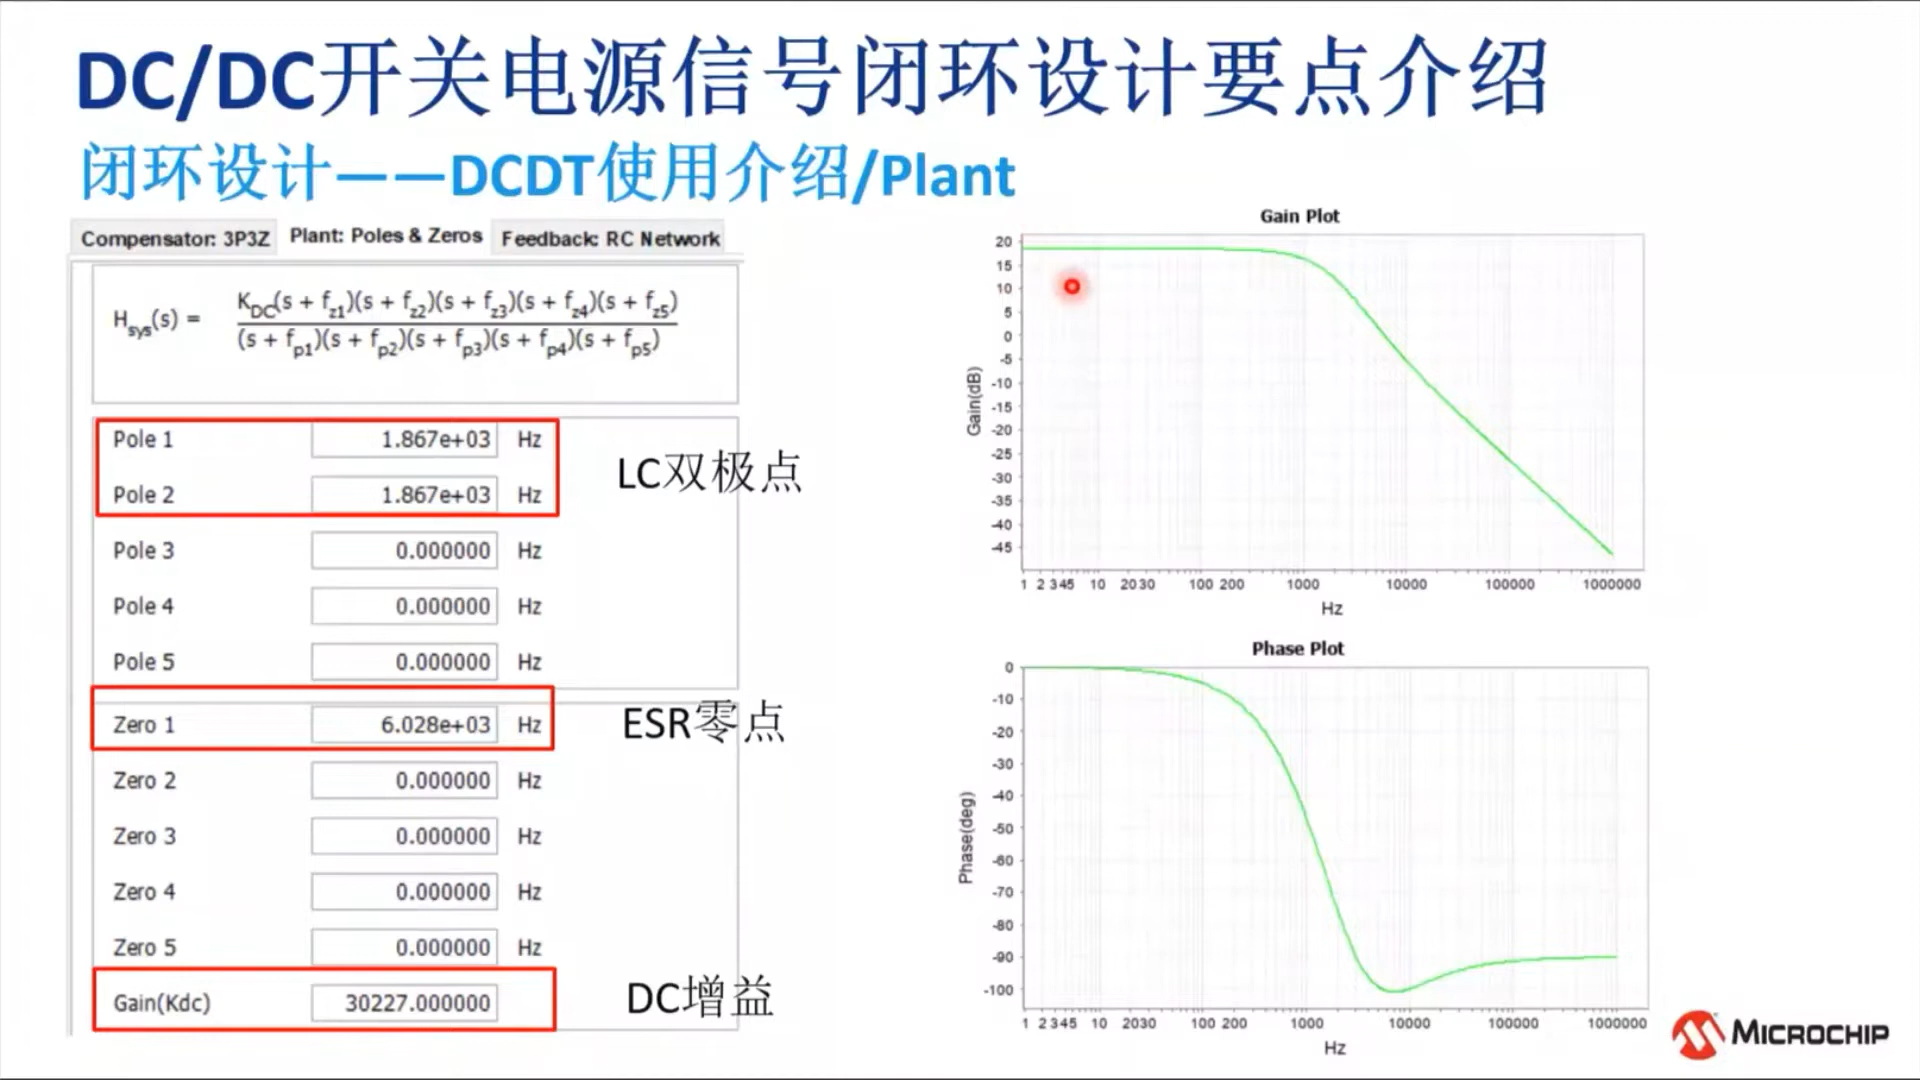 DC/DC开关电源信号闭环设计要点介绍
闭环设计——DCDT使用介绍/Plant
Compensator: 3P3Z Plant: Poles & Zeros Feedback: RC Network
K_DC(s + f_z1)(s + f_z2)(s + f_z3)(s + f_z4)(s + f_z5)
H_sys(s) =
(s + f_p1)(s + f_p2)(s + f_p3)(s + f_p4)(s + f_p5)
Pole 1 1.867e+03 Hz
LC双极点
Pole 2 1.867e+03 Hz
Pole 3 0.000000 Hz
Pole 4 0.000000 Hz
Pole 5 0.000000 Hz
Zero 1 6.028e+03 Hz
ESR零点
Zero 2 0.000000 Hz
Zero 3 0.000000 Hz
Zero 4 0.000000 Hz
Zero 5 0.000000 Hz
Gain(Kdc) 30227.000000
DC增益
Gain Plot
20
15
10
5
0
-5
-10
-15
-20
-25
-30
-35
-40
-45
Gain(dB)
1 2 3 4 5 10 20 30 100 200 1000 10000 100000 1000000
Hz
Phase Plot
0
-10
-20
-30
-40
-50
-60
-70
-80
-90
-100
Phase(deg)
1 2 3 4 5 10 20 30 100 200 1000 10000 100000 1000000
Hz
MICROCHIP